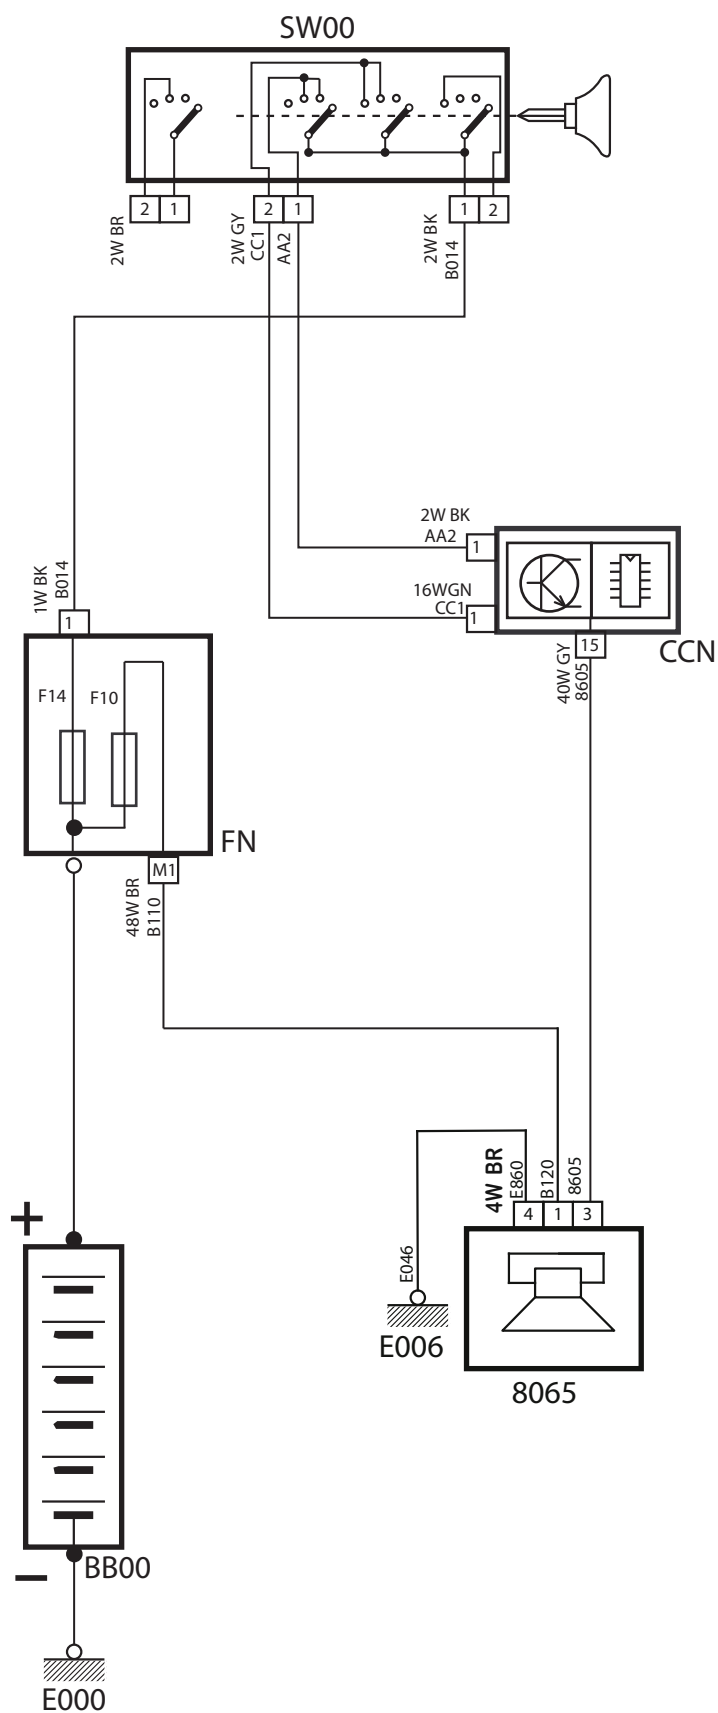 SW00
2 1
2 1
1 2
2W BR
2W GY
CC1
AA2
2W BK
B014
2W BK
AA2
1
16WGN
CC1
1
15
CCN
40W GY
8605
1W BK
B014
1
F14
F10
FN
M1
48W BR
B110
4W BR
E860
B120
8605
4 1 3
E046
E006
8065
+
BB00
−
E000